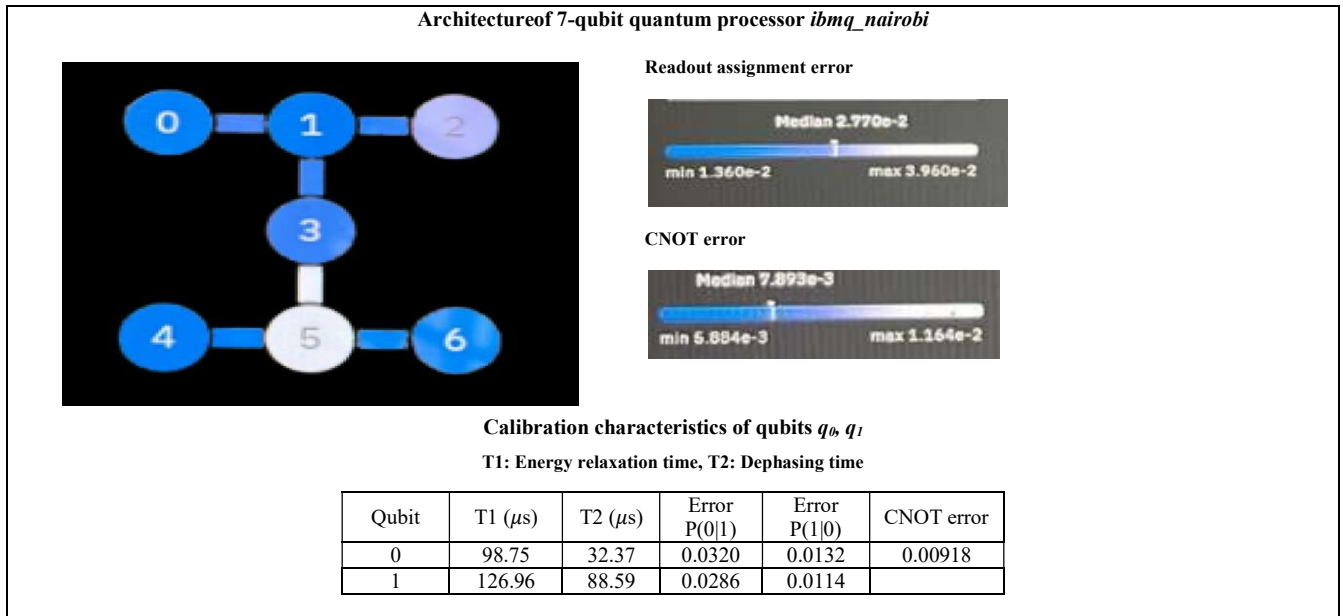 Architectureof 7-qubit quantum processor ibmq_nairobi
Readout assignment error
0 1 2
Median 2.770e-2
min 1.360e-2 max 3.960e-2
3
CNOT error
Median 7.893e-3
min 5.884e-3 max 1.164e-2
4 5 6
Calibration characteristics of qubits q0, q1
T1: Energy relaxation time, T2: Dephasing time
Qubit T1 (μs) T2 (μs) Error P(0|1) Error P(1|0) CNOT error
0 98.75 32.37 0.0320 0.0132 0.00918
1 126.96 88.59 0.0286 0.0114